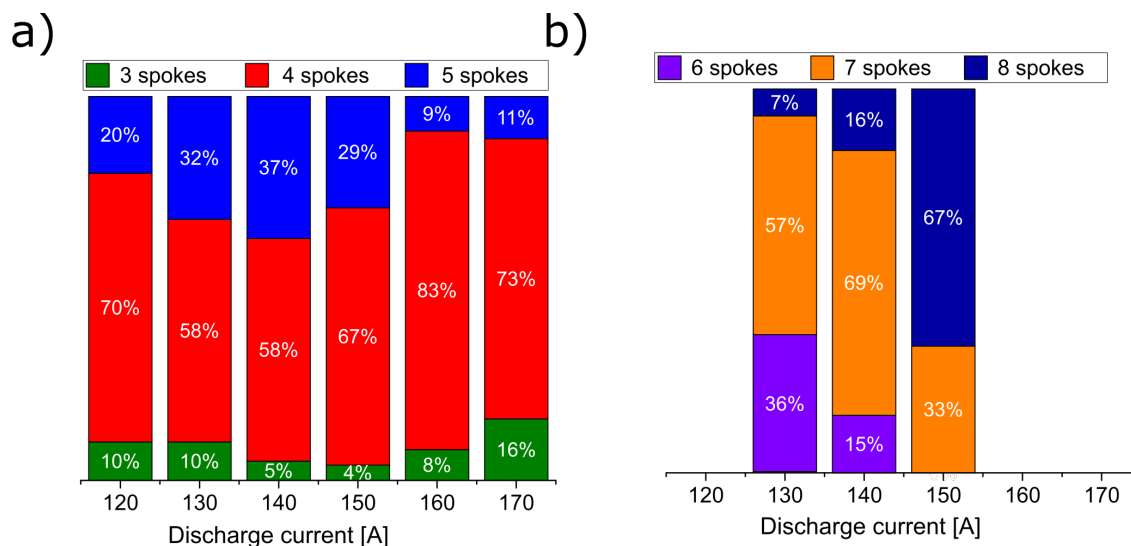 a)
3 spokes 4 spokes 5 spokes
20% 32% 37% 29% 9% 11%
70% 58% 58% 67% 83% 73%
10% 10% 5% 4% 8% 16%
120 130 140 150 160 170
Discharge current [A]
b)
6 spokes 7 spokes 8 spokes
7% 16% 67%
57% 69% 33%
36% 15%
120 130 140 150 160 170
Discharge current [A]